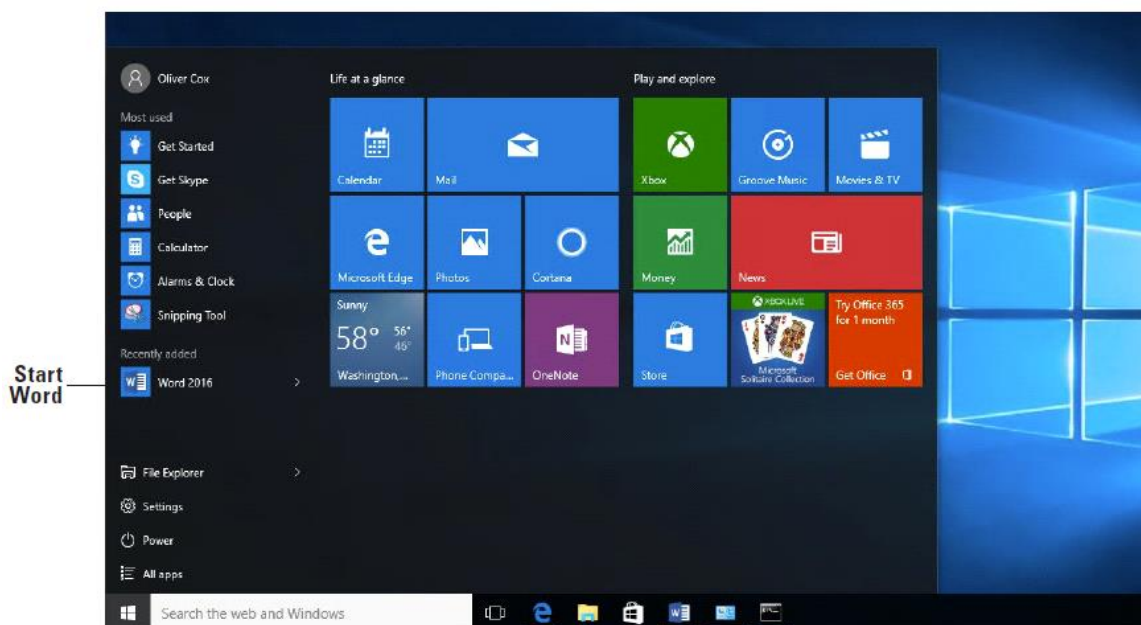 Oliver Cox
Most used
Get Started
Get Skype
People
Calculator
Alarms & Clock
Snipping Tool
Recently added
Start
Word
Word 2016
File Explorer
Settings
Power
All apps
Search the web and Windows
Life at a glance
Calendar
Mail
Microsoft Edge
Photos
Cortana
Sunny
58° 56°
46°
Washington,...
Phone Compa...
OneNote
Play and explore
Xbox
Groove Music
Movies & TV
Money
News
Store
XBOX LIVE
Microsoft
Solitaire Collection
Try Office 365
for 1 month
Get Office